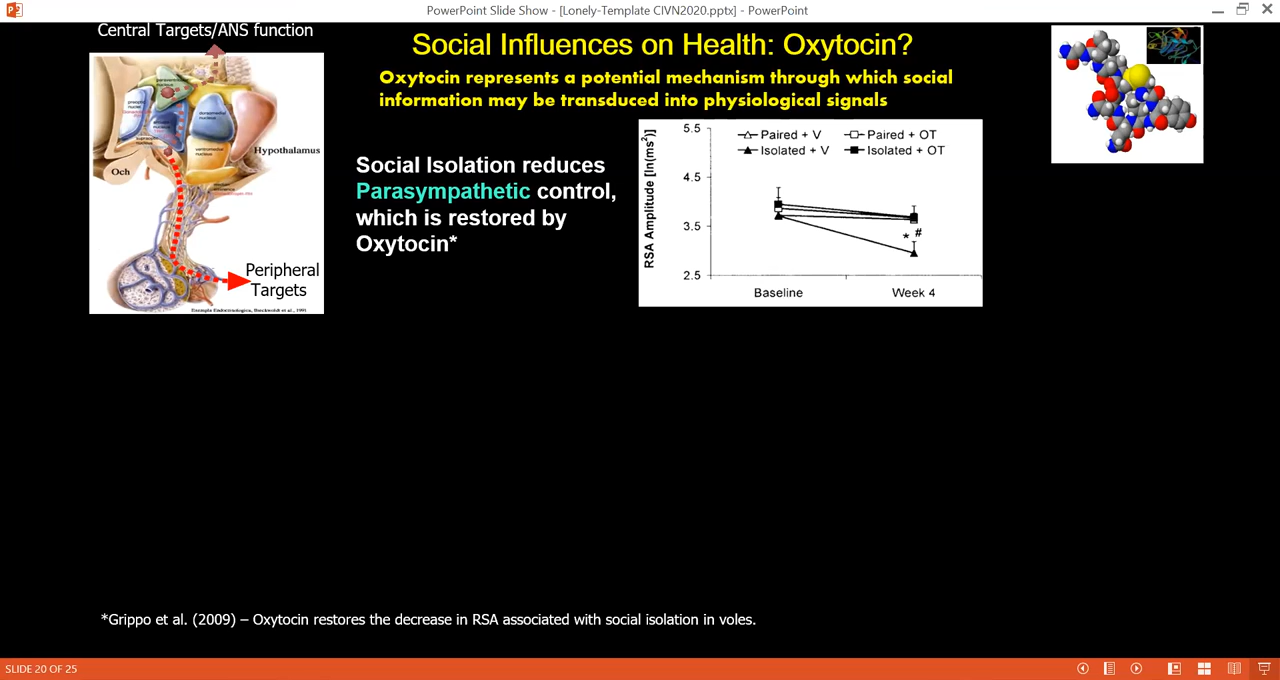 PowerPoint Slide Show - [Lonely-Template CIVN2020.pptx] - PowerPoint
Central Targets/ANS function
Social Influences on Health: Oxytocin?
Oxytocin represents a potential mechanism through which social
information may be transduced into physiological signals
Hypothalamus
Och
Peripheral
Targets
Social Isolation reduces
Parasympathetic control,
which is restored by
Oxytocin*
RSA Amplitude [ln(ms²)]
Paired + V
Paired + OT
Isolated + V
Isolated + OT
5.5
4.5
3.5
2.5
* #
Baseline
Week 4
*Grippo et al. (2009) – Oxytocin restores the decrease in RSA associated with social isolation in voles.
SLIDE 20 OF 25